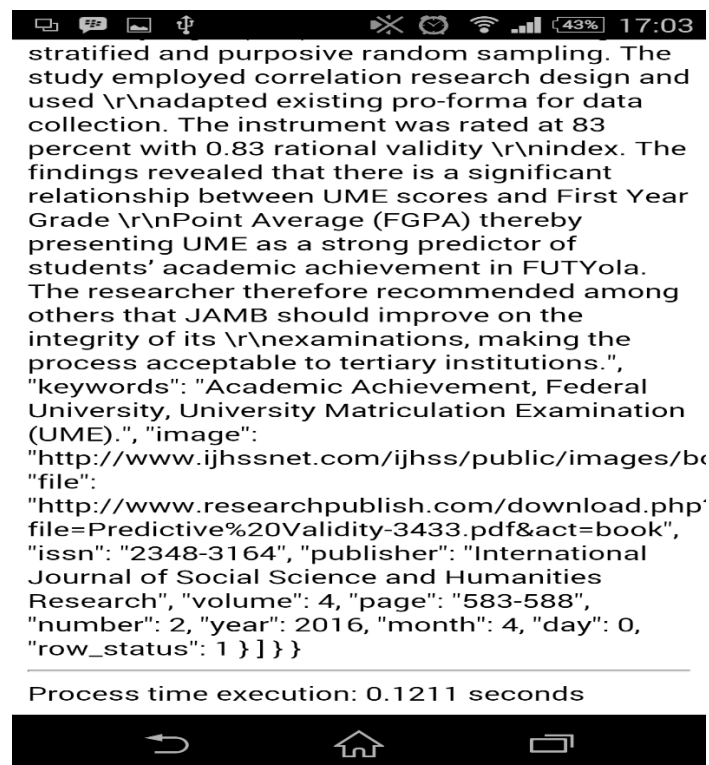 43% 17:03
stratified and purposive random sampling. The
study employed correlation research design and
used \r\nadapted existing pro-forma for data
collection. The instrument was rated at 83
percent with 0.83 rational validity \r\nindex. The
findings revealed that there is a significant
relationship between UME scores and First Year
Grade \r\nPoint Average (FGPA) thereby
presenting UME as a strong predictor of
students’ academic achievement in FUTYola.
The researcher therefore recommended among
others that JAMB should improve on the
integrity of its \r\nexaminations, making the
process acceptable to tertiary institutions.",
"keywords": "Academic Achievement, Federal
University, University Matriculation Examination
(UME).", "image":
"http://www.ijhssnet.com/ijhss/public/images/bo
"file":
"http://www.researchpublish.com/download.php?
file=Predictive%20Validity-3433.pdf&act=book",
"issn": "2348-3164", "publisher": "International
Journal of Social Science and Humanities
Research", "volume": 4, "page": "583-588",
"number": 2, "year": 2016, "month": 4, "day": 0,
"row_status": 1 } ] } }
Process time execution: 0.1211 seconds